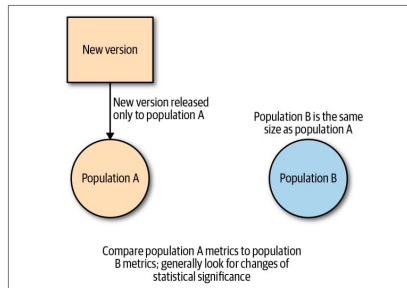 New version
New version released
only to population A
Population B is the same
size as population A
Population A
Population B
Compare population A metrics to population
B metrics; generally look for changes of
statistical significance